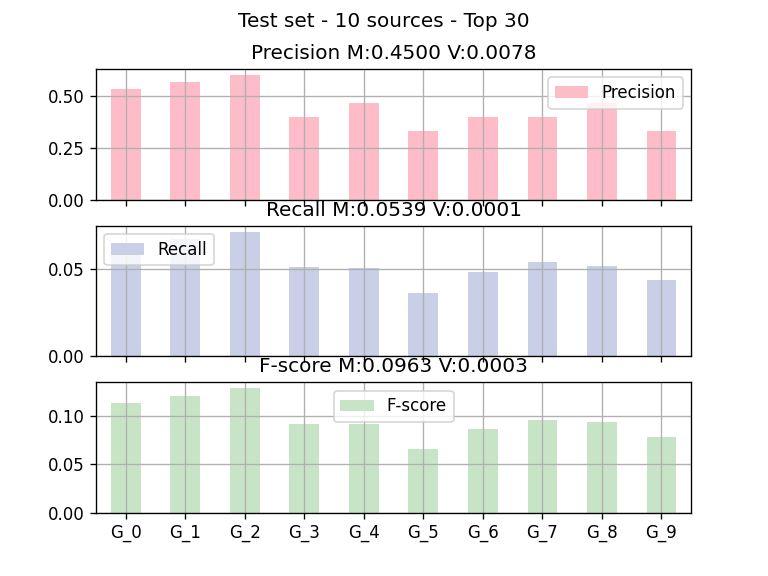 Test set - 10 sources - Top 30
Precision M:0.4500 V:0.0078
0.50
0.25
0.00
Precision
Recall M:0.0539 V:0.0001
0.05
0.00
Recall
F-score M:0.0963 V:0.0003
0.10
0.05
0.00
F-score
G_0 G_1 G_2 G_3 G_4 G_5 G_6 G_7 G_8 G_9